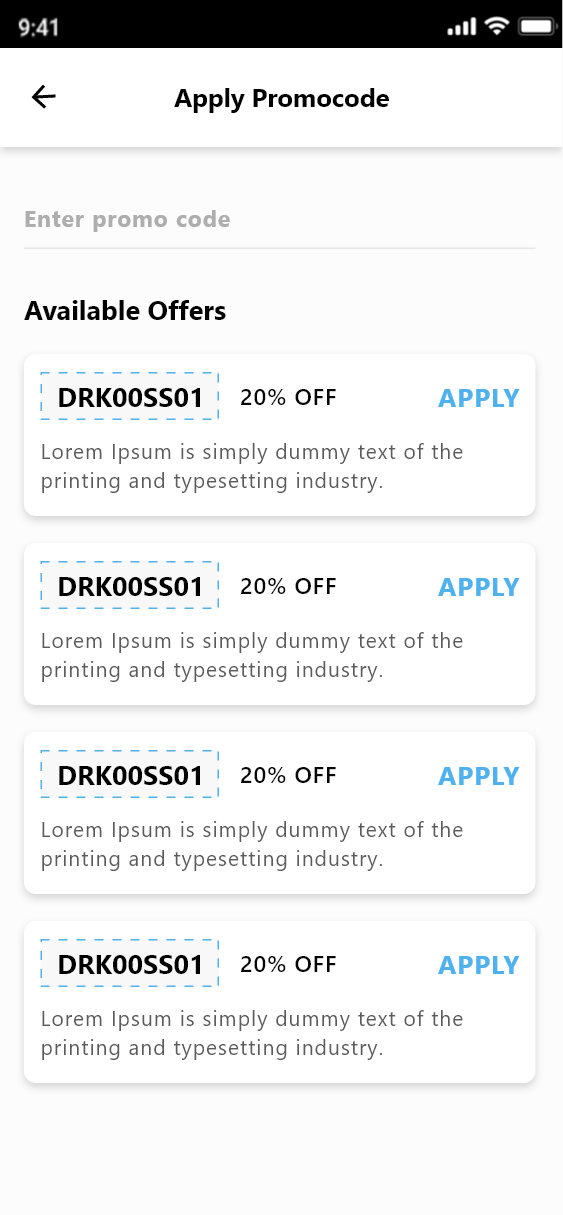 9:41
Apply Promocode
Enter promo code
Available Offers
DRK00SS01 20% OFF APPLY
Lorem Ipsum is simply dummy text of the
printing and typesetting industry.
DRK00SS01 20% OFF APPLY
Lorem Ipsum is simply dummy text of the
printing and typesetting industry.
DRK00SS01 20% OFF APPLY
Lorem Ipsum is simply dummy text of the
printing and typesetting industry.
DRK00SS01 20% OFF APPLY
Lorem Ipsum is simply dummy text of the
printing and typesetting industry.